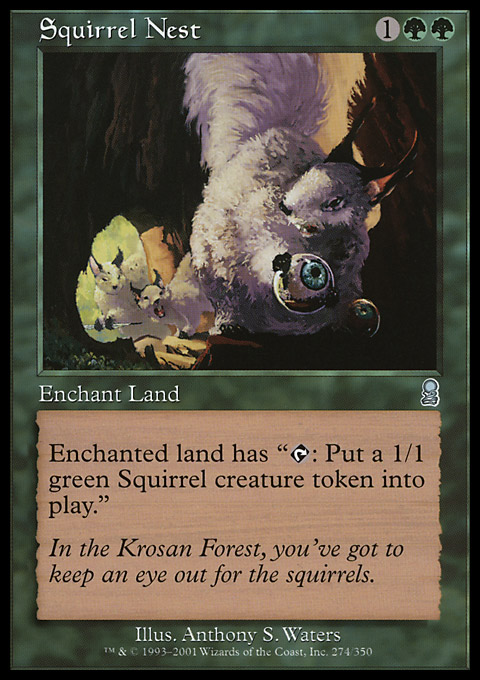 Squirrel Nest 1
Enchant Land
Enchanted land has “: Put a 1/1
green Squirrel creature token into
play.”
In the Krosan Forest, you’ve got to
keep an eye out for the squirrels.
Illus. Anthony S. Waters
™ & © 1993–2001 Wizards of the Coast, Inc. 274/350